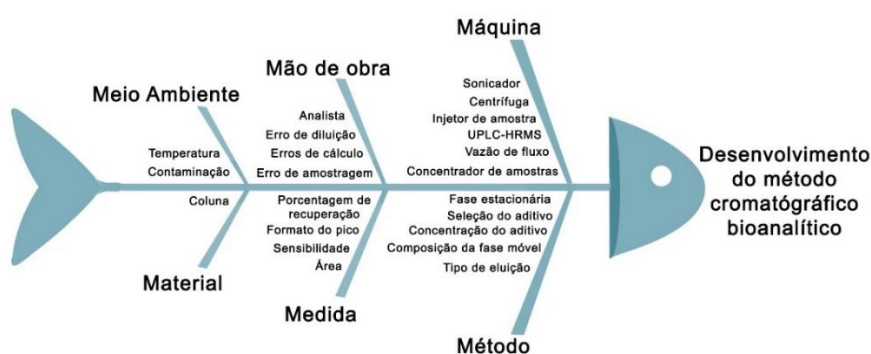 Máquina
Mão de obra
Meio Ambiente
Sonicador
Centrífuga
Injetor de amostra
UPLC-HRMS
Vazão de fluxo
Concentrador de amostras
Analista
Erro de diluição
Erros de cálculo
Erro de amostragem
Temperatura
Contaminação
Desenvolvimento
do método
cromatógráfico
bioanalítico
Coluna
Porcentagem de
recuperação
Formato do pico
Sensibilidade
Área
Fase estacionária
Seleção do aditivo
Concentração do aditivo
Composição da fase móvel
Tipo de eluição
Material
Medida
Método